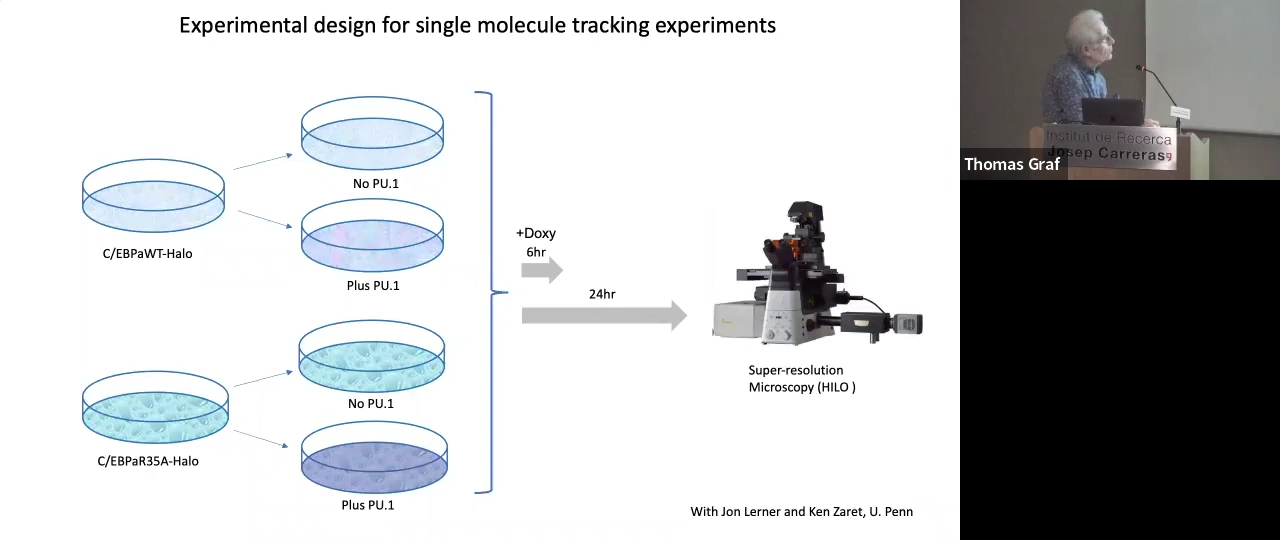 Experimental design for single molecule tracking experiments
No PU.1
C/EBPaWT-Halo
Plus PU.1
+Doxy
6hr
24hr
No PU.1
C/EBPaR35A-Halo
Plus PU.1
Super-resolution
Microscopy (HILO )
With Jon Lerner and Ken Zaret, U. Penn
Institut de Recerca
Josep Carreras
Thomas Graf